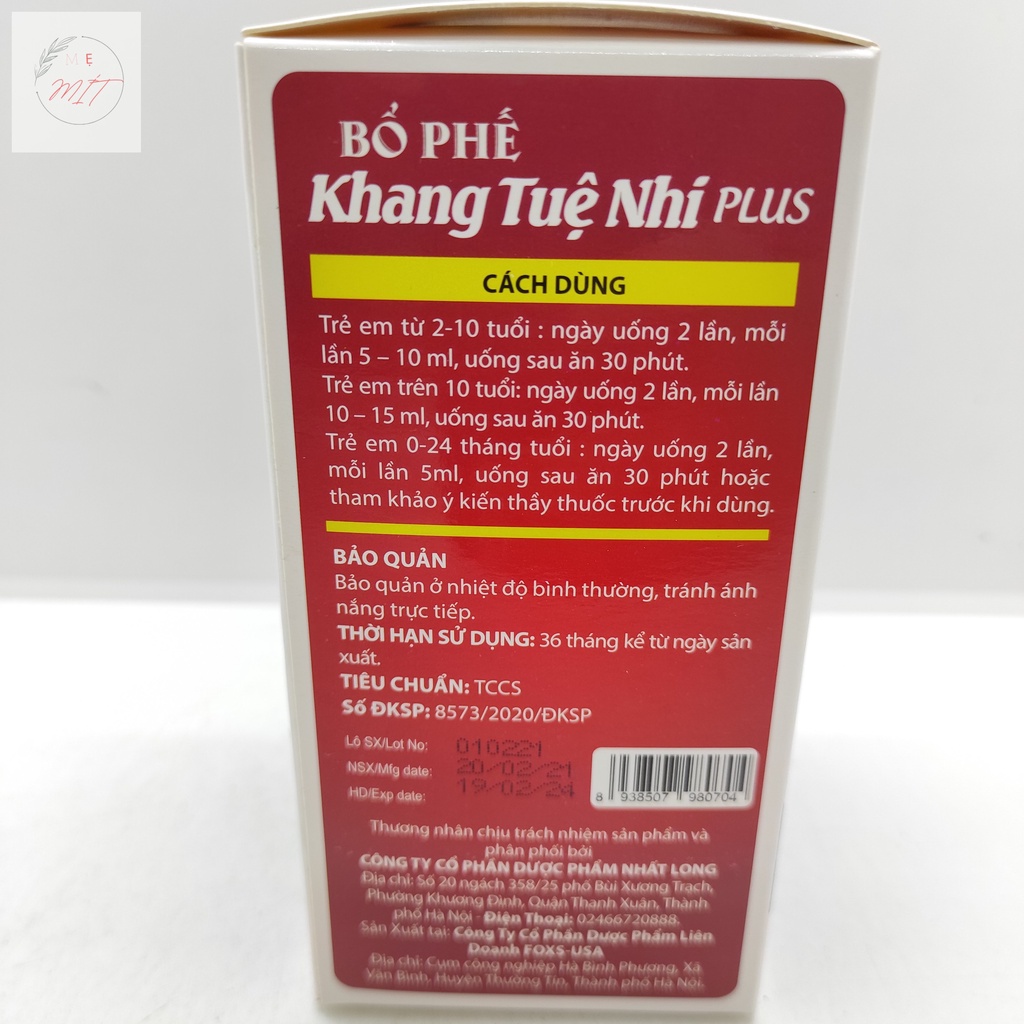 MẸ
MIT
BỔ PHẾ
Khang Tuệ Nhi PLUS
CÁCH DÙNG
Trẻ em từ 2-10 tuổi : ngày uống 2 lần, mỗi
lần 5 – 10 ml, uống sau ăn 30 phút.
Trẻ em trên 10 tuổi: ngày uống 2 lần, mỗi lần
10 – 15 ml, uống sau ăn 30 phút.
Trẻ em 0-24 tháng tuổi : ngày uống 2 lần,
mỗi lần 5ml, uống sau ăn 30 phút hoặc
tham khảo ý kiến thầy thuốc trước khi dùng.
BẢO QUẢN
Bảo quản ở nhiệt độ bình thường, tránh ánh
nắng trực tiếp.
THỜI HẠN SỬ DỤNG: 36 tháng kể từ ngày sản
xuất.
TIÊU CHUẨN: TCCS
Số ĐKSP: 8573/2020/ĐKSP
Lô SX/Lot No: 010221
NSX/Mfg date: 20/02/21
HD/Exp date: 19/02/24
8 938507 980704
Thương nhân chịu trách nhiệm sản phẩm và
phân phối bởi
CÔNG TY CỔ PHẦN DƯỢC PHẨM NHẤT LONG
Địa chỉ: Số 20 ngách 358/25 phố Bùi Xương Trạch,
Phường Khương Đình, Quận Thanh Xuân, Thành
phố Hà Nội - Điện Thoại: 02466720888.
Sản Xuất tại: Công Ty Cổ Phần Dược Phẩm Liên
Doanh FOXS-USA
Địa chỉ: Cụm công nghiệp Hà Bình Phương, Xã
Văn Bình, Huyện Thường Tín, Thành phố Hà Nội.